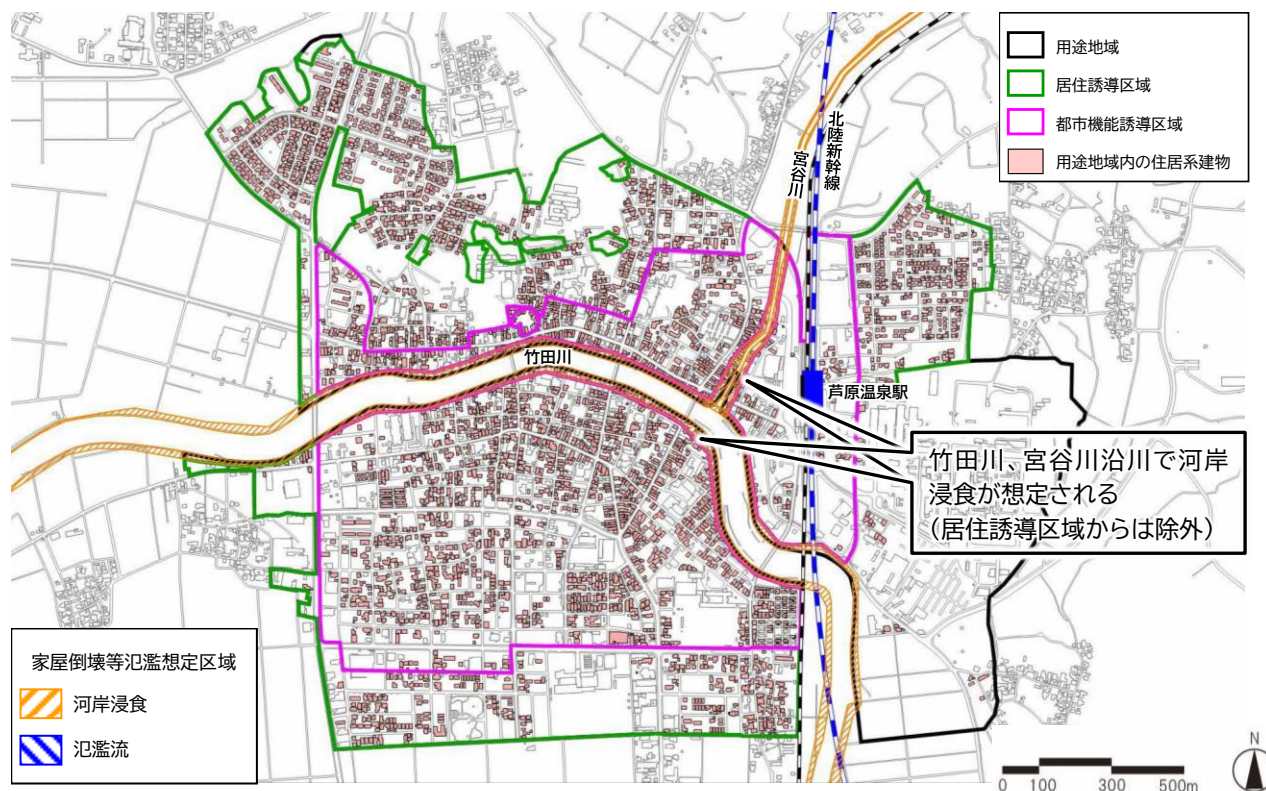 用途地域
居住誘導区域
都市機能誘導区域
用途地域内の住居系建物
北陸新幹線
宮谷川
竹田川
芦原温泉駅
竹田川、宮谷川沿川で河岸
浸食が想定される
（居住誘導区域からは除外）
家屋倒壊等氾濫想定区域
河岸浸食
氾濫流
N
0 100 300 500m